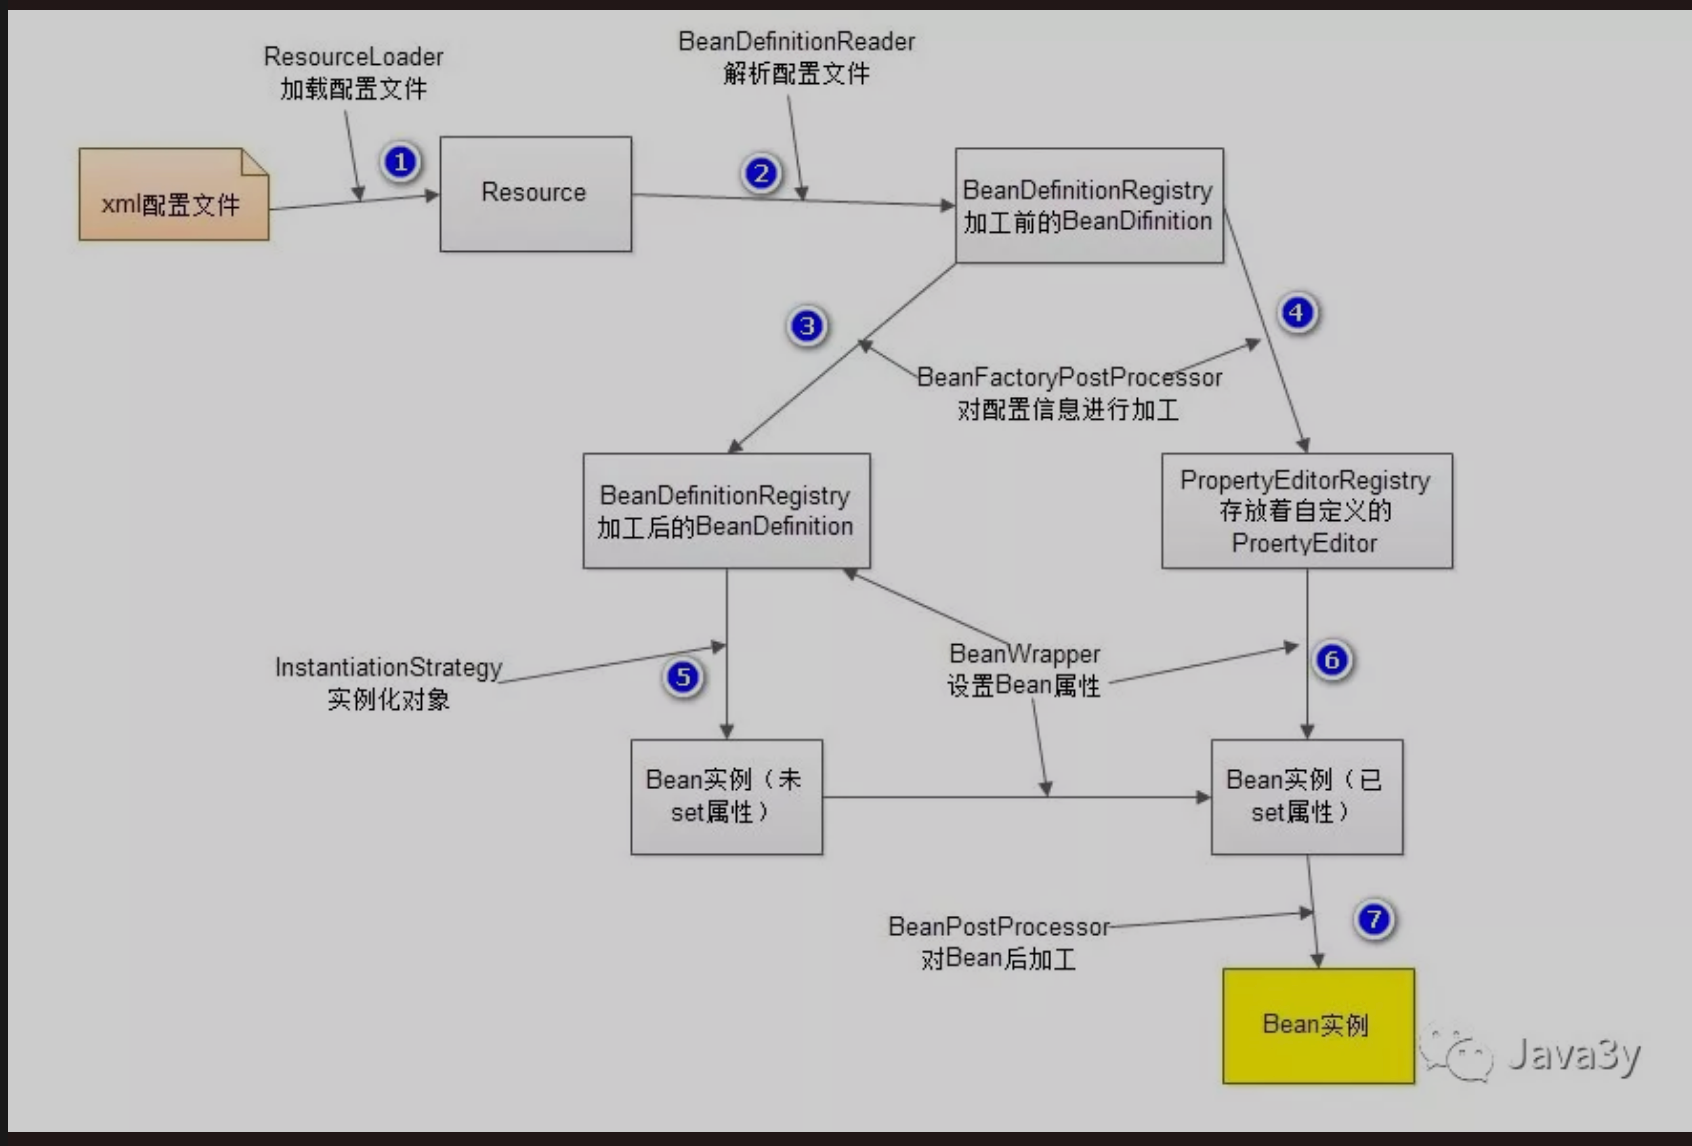 ResourceLoader
加载配置文件
BeanDefinitionReader
解析配置文件
1
2
xml配置文件
Resource
BeanDefinitionRegistry
加工前的BeanDifinition
3
4
BeanFactoryPostProcessor
对配置信息进行加工
BeanDefinitionRegistry
加工后的BeanDefinition
PropertyEditorRegistry
存放着自定义的
ProertyEditor
InstantiationStrategy
实例化对象
5
BeanWrapper
设置Bean属性
6
Bean实例（未
set属性）
Bean实例（已
set属性）
BeanPostProcessor
对Bean后加工
7
Bean实例
Java3y